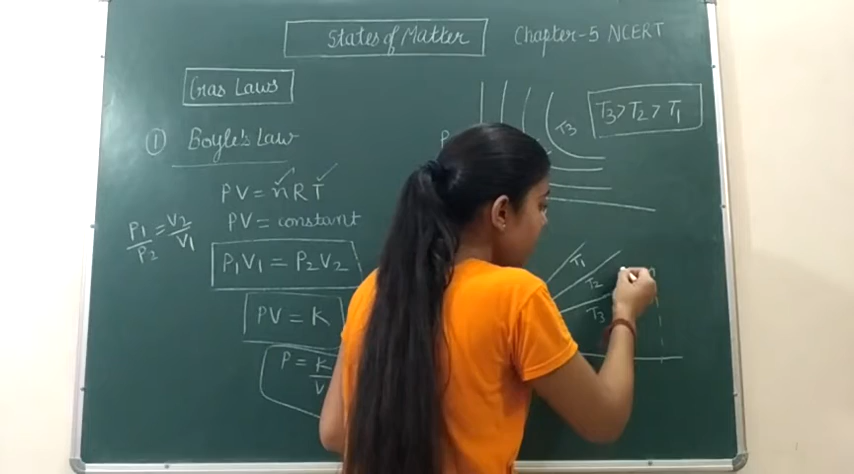 States of Matter Chapter-5 NCERT
Gas Laws
① Boyle's Law
PV = nRT
PV = constant
P1/P2 = V2/V1
P1V1 = P2V2
PV = K
P = K/V
P
T3
T3 > T2 > T1
T1
T2
T3